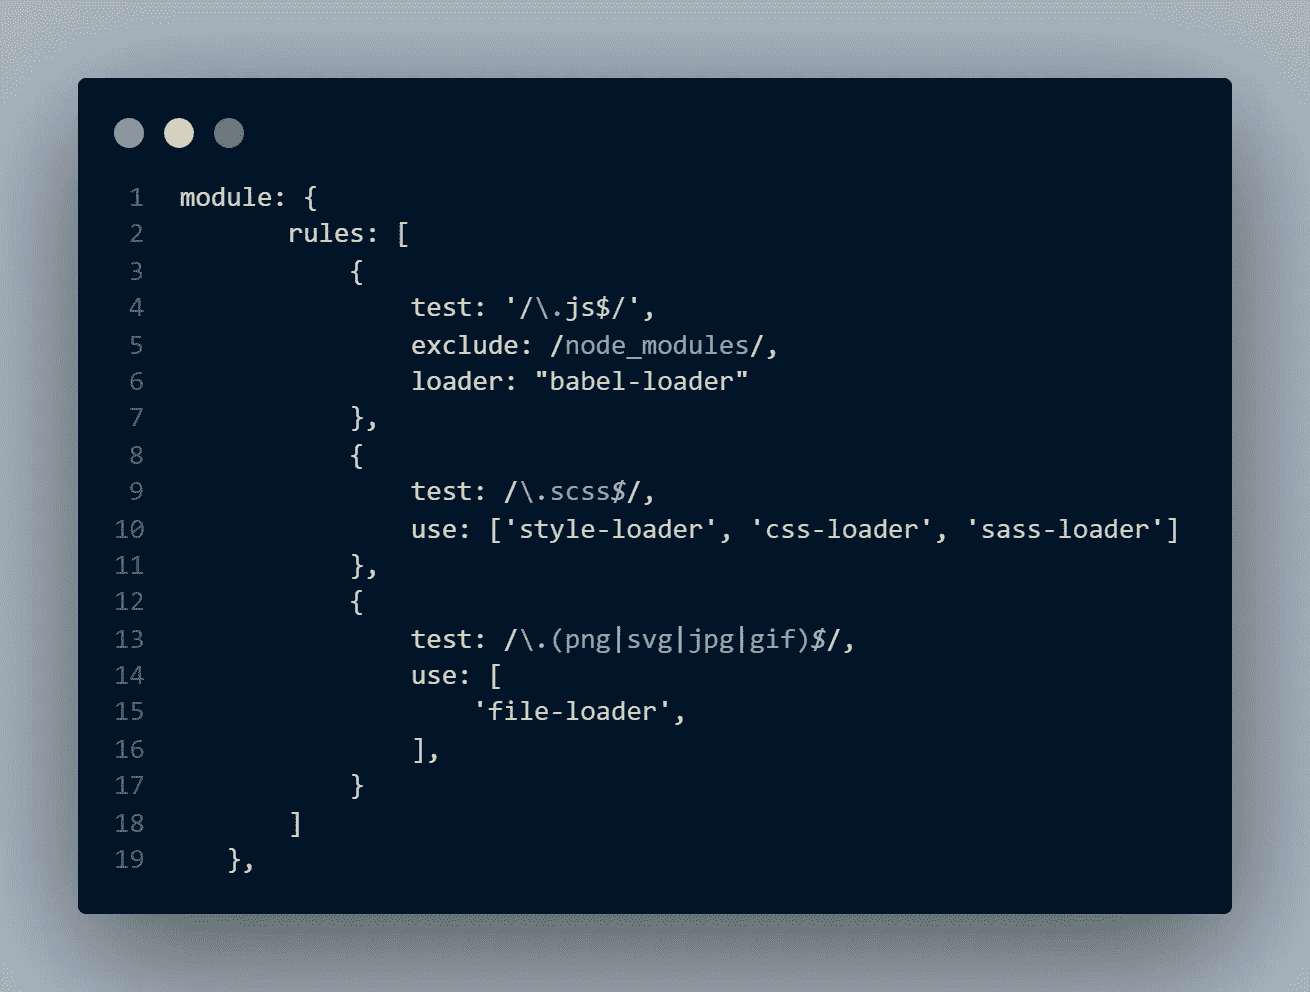 1 module: {
2 rules: [
3 {
4 test: '/\.js$/',
5 exclude: /node_modules/,
6 loader: "babel-loader"
7 },
8 {
9 test: /\.scss$/,
10 use: ['style-loader', 'css-loader', 'sass-loader']
11 },
12 {
13 test: /\.(png|svg|jpg|gif)$/,
14 use: [
15 'file-loader',
16 ],
17 }
18 ]
19 },